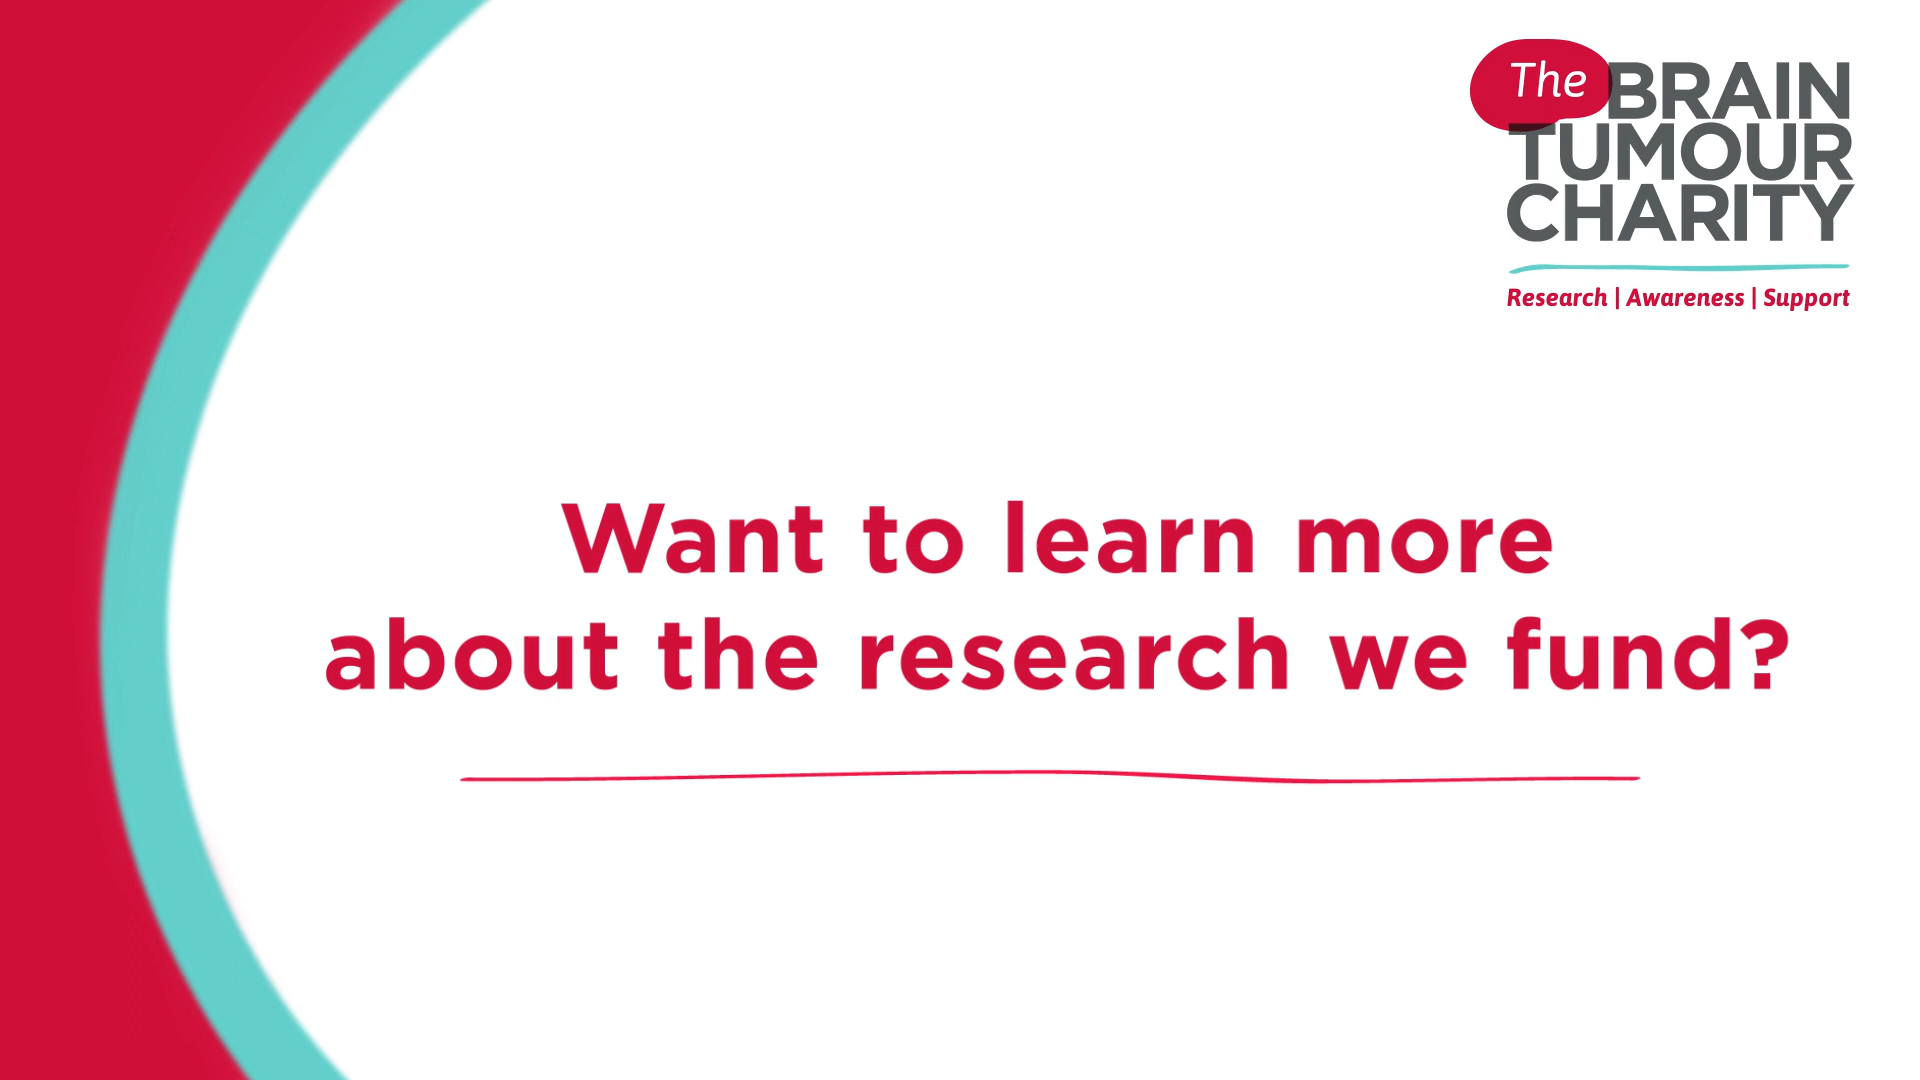 The BRAIN
TUMOUR
CHARITY
Research | Awareness | Support
Want to learn more
about the research we fund?